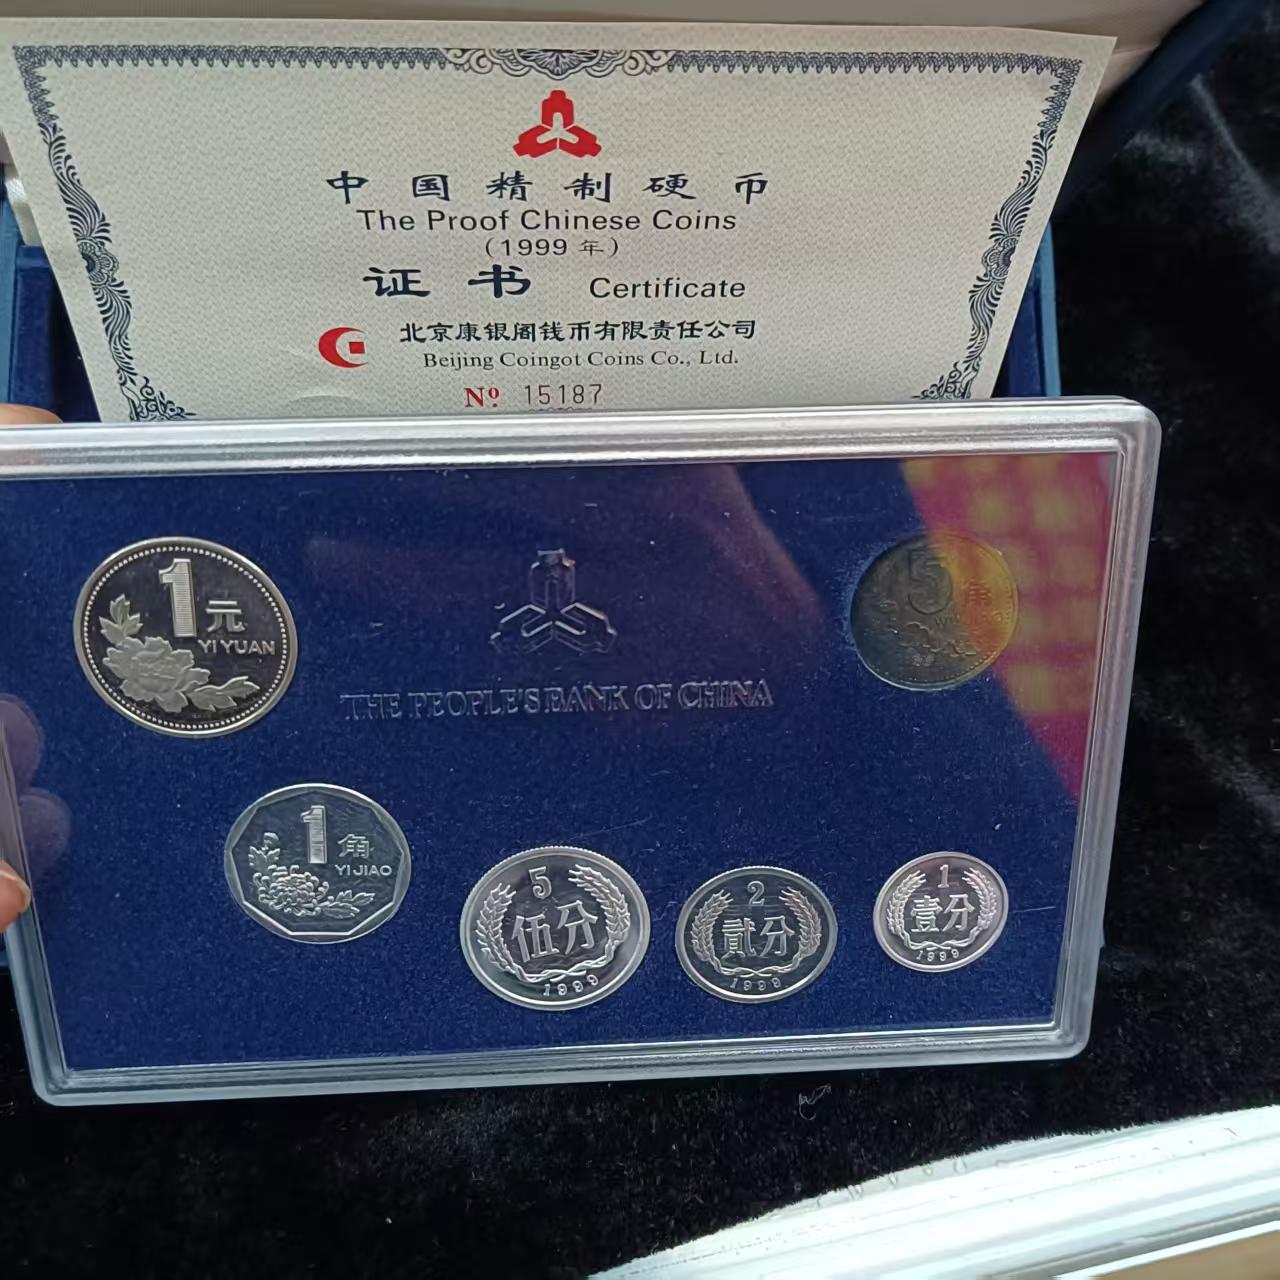 中国精制硬币
The Proof Chinese Coins
(1999年)
证书 Certificate
北京康银阁钱币有限责任公司
Beijing Coingot Coins Co., Ltd.
Nº 15187
1元
YI YUAN
THE PEOPLE'S BANK OF CHINA
5角
WU JIAO
1角
YI JIAO
5
伍分
1999
2
贰分
1999
1
壹分
1999